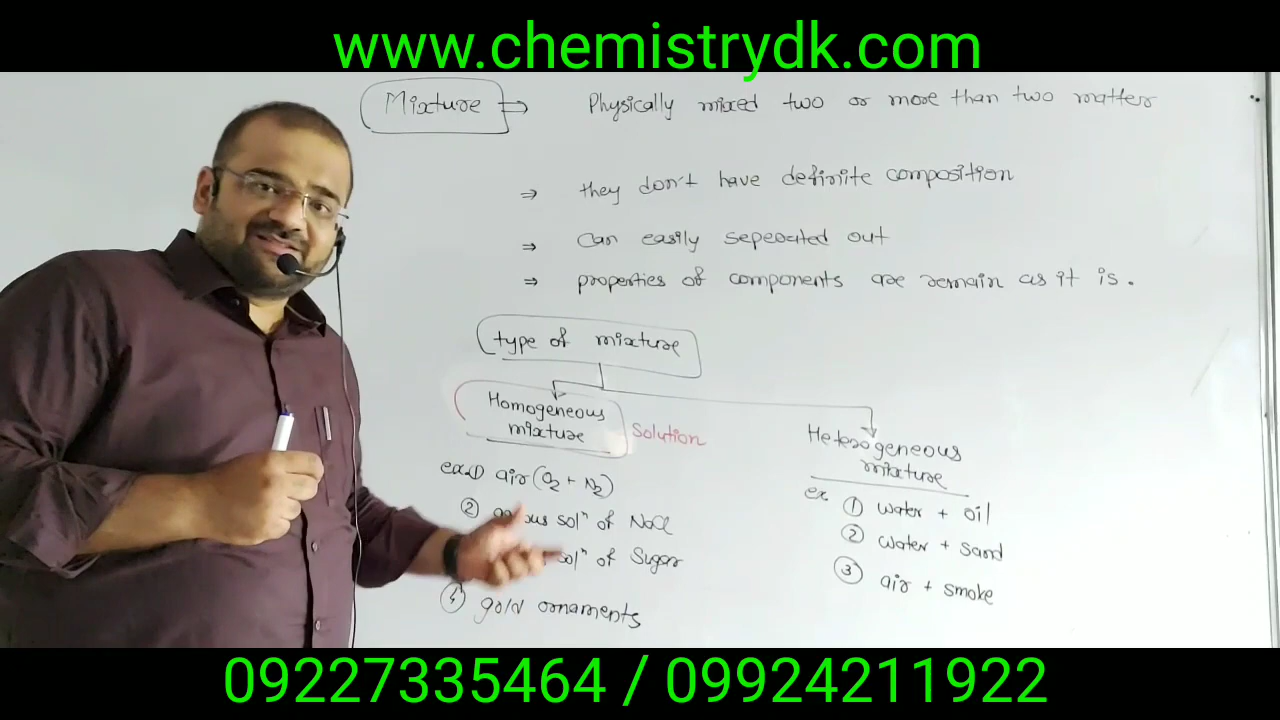 www.chemistrydk.com
Mixture ⇒ Physically mixed two or more than two matter
⇒ they don't have definite composition
⇒ can easily seperated out
⇒ properties of components are remain as it is.
type of mixture
Homogeneous
mixture
Solution
Heterogeneous
mixture
ex ① air (O2 + N2)
② solⁿ of NaCl
solⁿ of Sugar
④ gold ornaments
ex ① water + oil
② water + sand
③ air + smoke
09227335464 / 09924211922